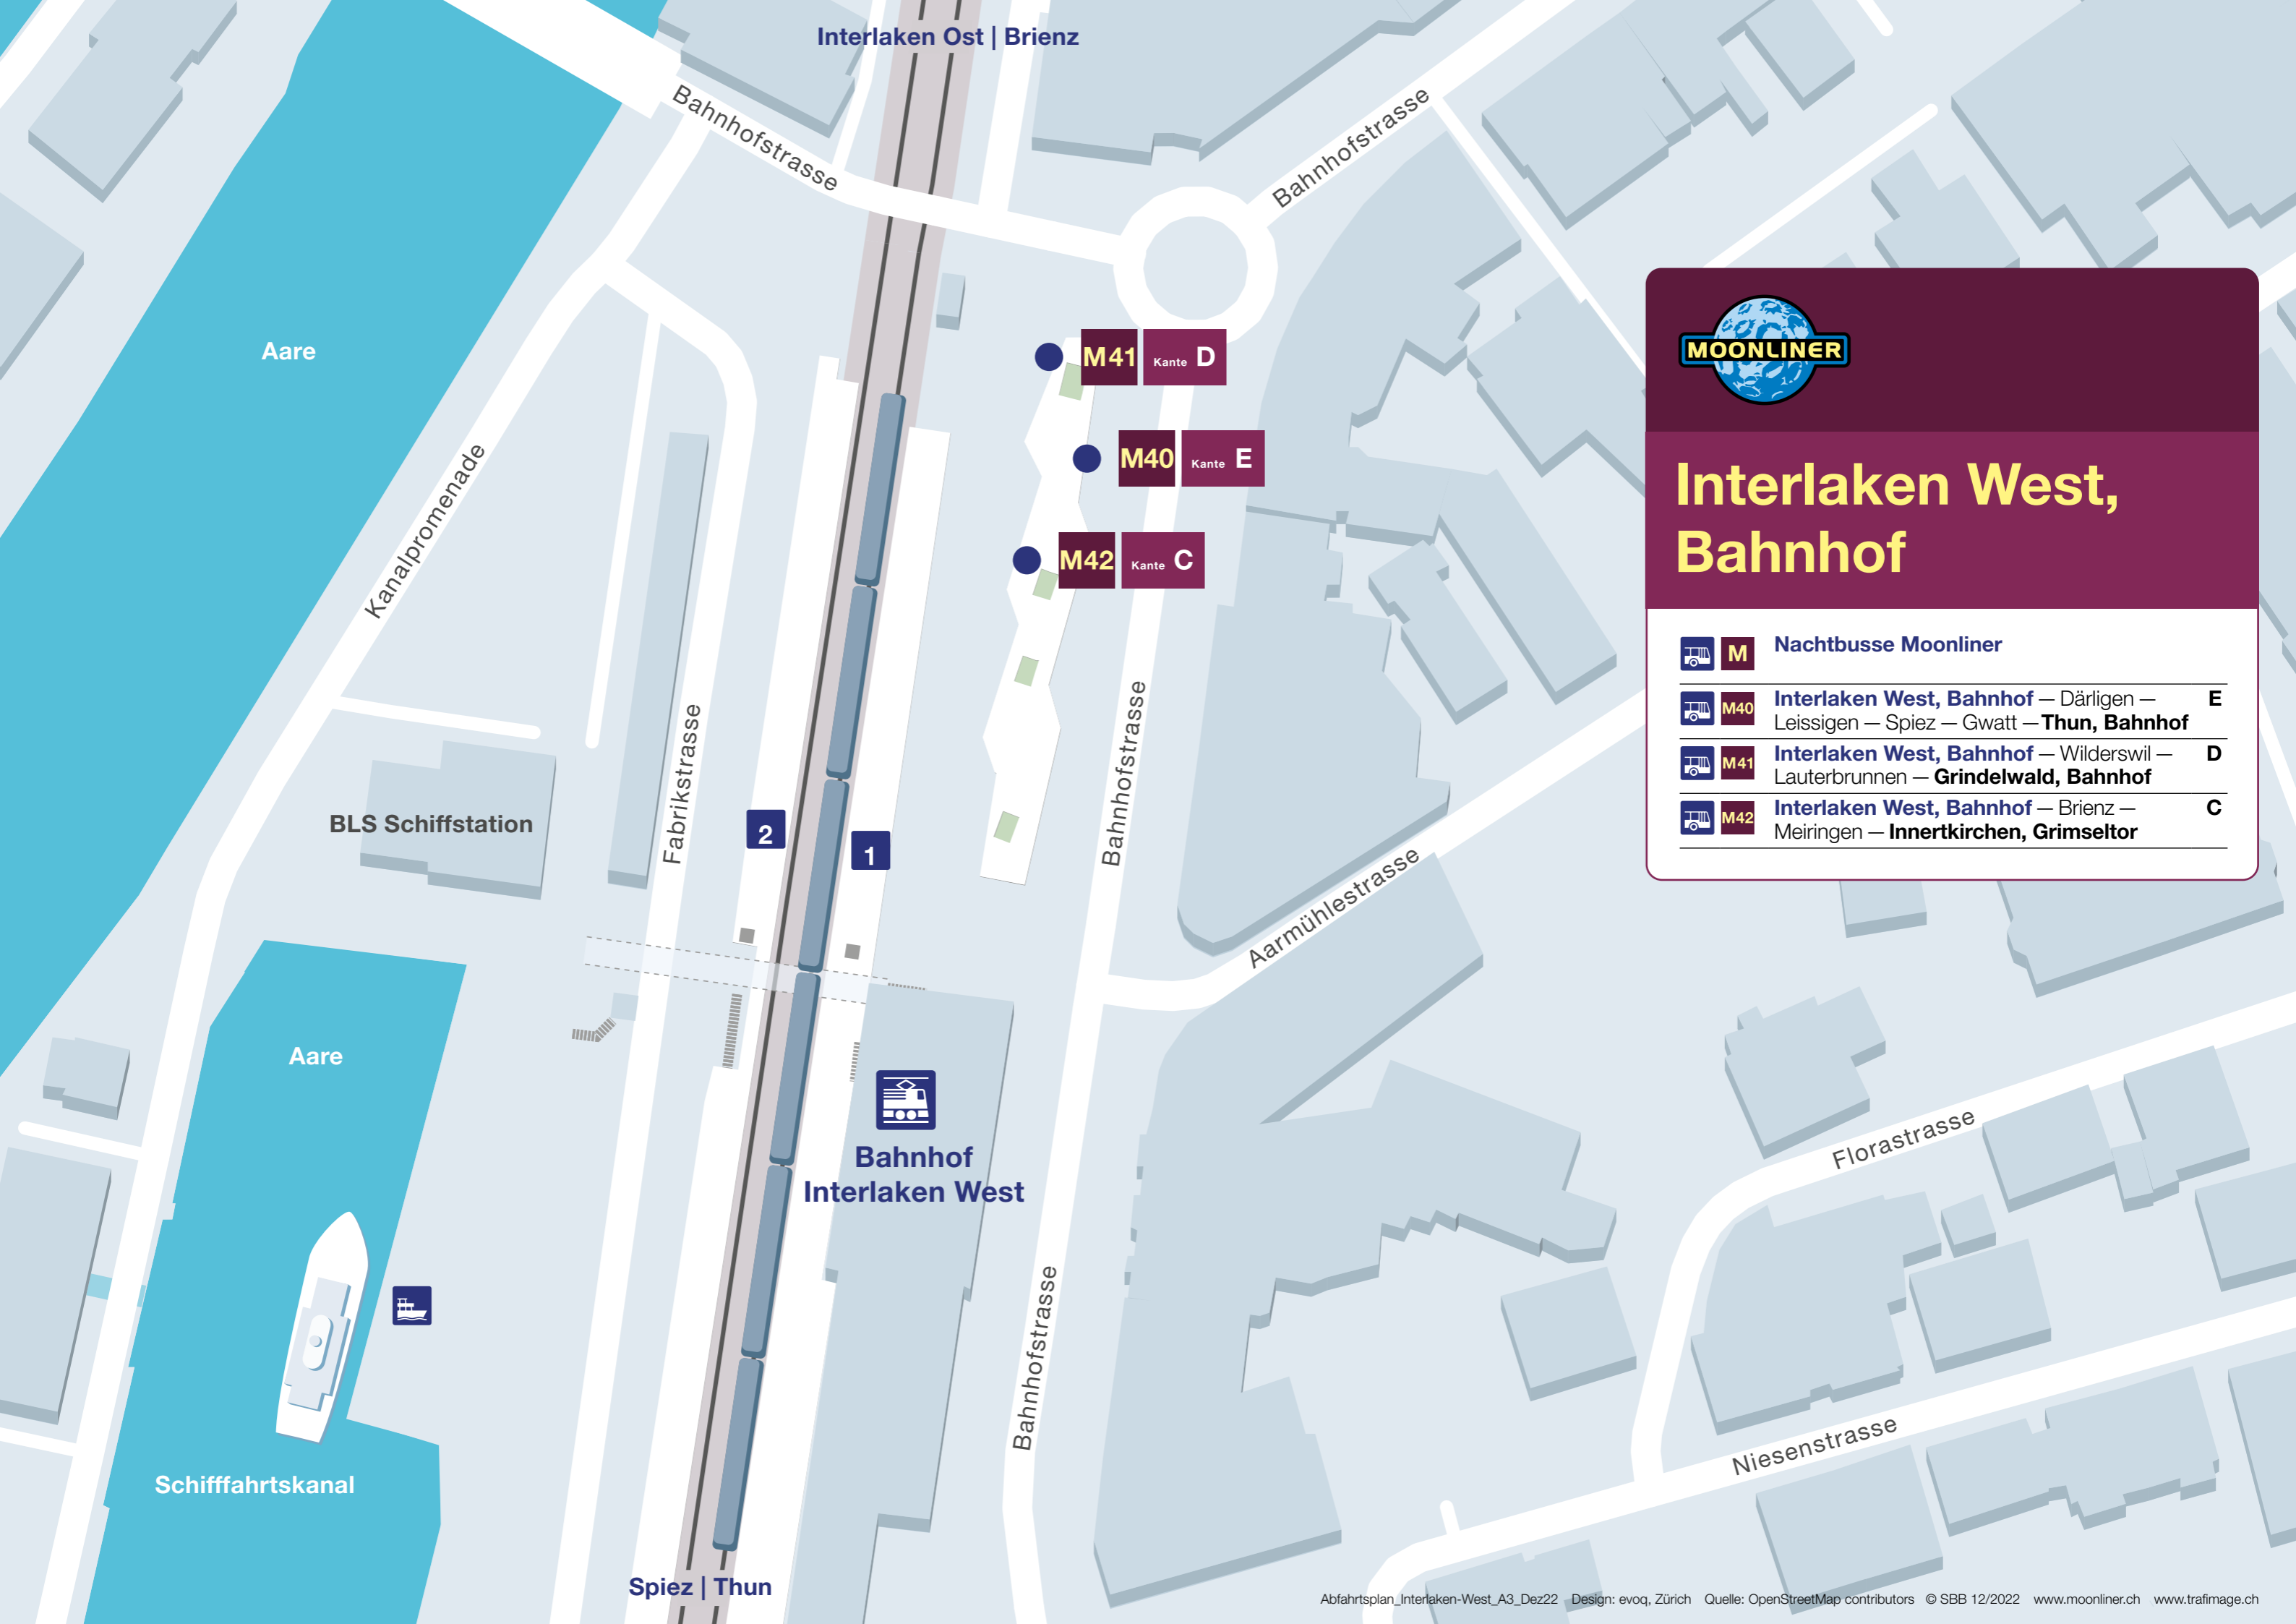 Interlaken Ost | Brienz
Bahnhofstrasse
Bahnhofstrasse
Aare
M41 Kante D
M40 Kante E
M42 Kante C
Kanalpromenade
Fabrikstrasse
Bahnhofstrasse
BLS Schiffstation
2
1
Aarmühlestrasse
Aare
Bahnhof
Interlaken West
Bahnhofstrasse
Schifffahrtskanal
Spiez | Thun
Florastrasse
Niesenstrasse
MOONLINER
Interlaken West,
Bahnhof
M Nachtbusse Moonliner
M40 Interlaken West, Bahnhof — Därligen — E
Leissigen — Spiez — Gwatt — Thun, Bahnhof
M41 Interlaken West, Bahnhof — Wilderswil — D
Lauterbrunnen — Grindelwald, Bahnhof
M42 Interlaken West, Bahnhof — Brienz — C
Meiringen — Innertkirchen, Grimseltor
Abfahrtsplan_Interlaken-West_A3_Dez22 Design: evoq, Zürich Quelle: OpenStreetMap contributors © SBB 12/2022 www.moonliner.ch www.trafimage.ch